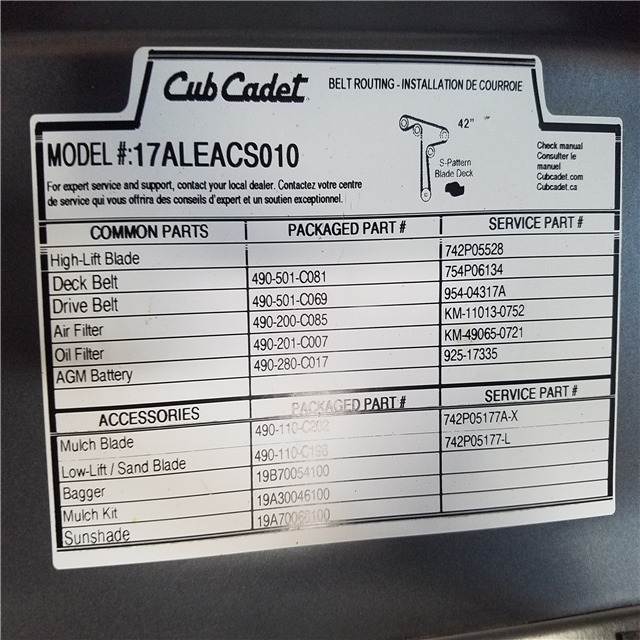 Cub Cadet BELT ROUTING - INSTALLATION DE COURROIE
MODEL #:17ALEACS010
42"
S-Pattern
Blade Deck
Check manual
Consulter le
manuel
Cubcadet.com
Cubcadet.ca
For expert service and support, contact your local dealer. Contactez votre centre
de service qui vous offrira des conseils d'expert et un soutien exceptionnel.
COMMON PARTS PACKAGED PART # SERVICE PART #
High-Lift Blade 742P05528
Deck Belt 490-501-C081 754P06134
Drive Belt 490-501-C069 954-04317A
Air Filter 490-200-C085 KM-11013-0752
Oil Filter 490-201-C007 KM-49065-0721
AGM Battery 490-280-C017 925-17335
ACCESSORIES PACKAGED PART # SERVICE PART #
Mulch Blade 742P05177A-X
Low-Lift / Sand Blade 742P05177-L
Bagger 19B70054100
Mulch Kit 19A30046100
Sunshade